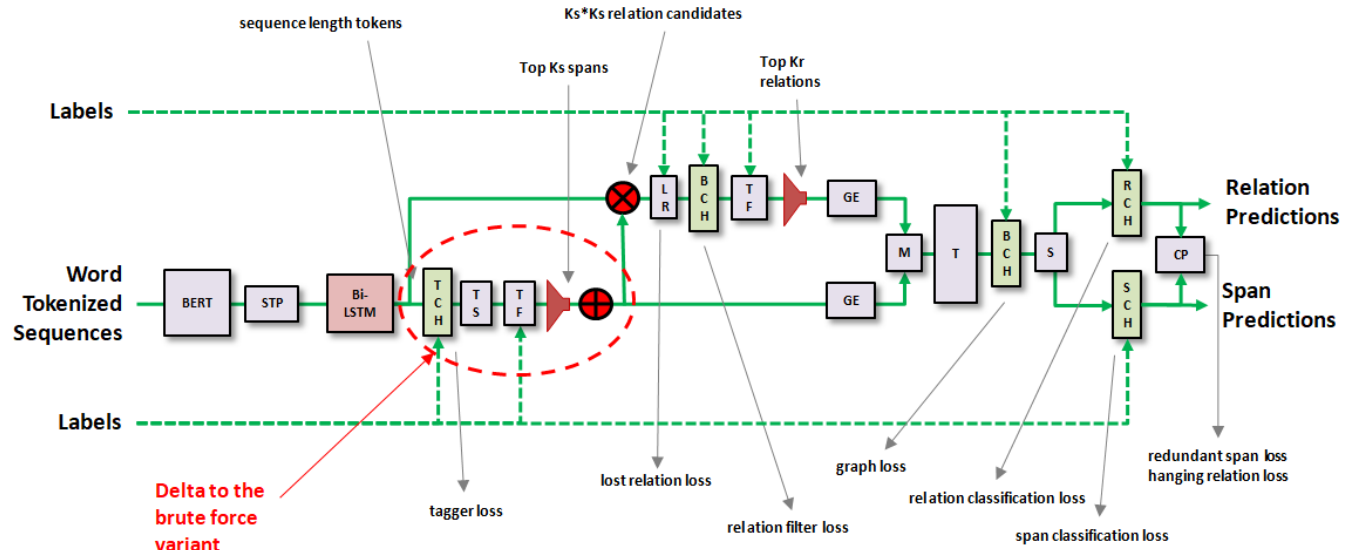 Ks*Ks relation candidates
sequence length tokens
Top Ks spans
Top Kr
relations
Labels
L
R
B
C
H
T
F
GE
R
C
H
Relation
Predictions
M
T
B
C
H
S
CP
Word
Tokenized
Sequences
BERT
STP
Bi-
LSTM
T
C
H
T
S
T
F
GE
S
C
H
Span
Predictions
Labels
Delta to the
brute force
variant
tagger loss
lost relation loss
relation filter loss
graph loss
relation classification loss
span classification loss
redundant span loss
hanging relation loss